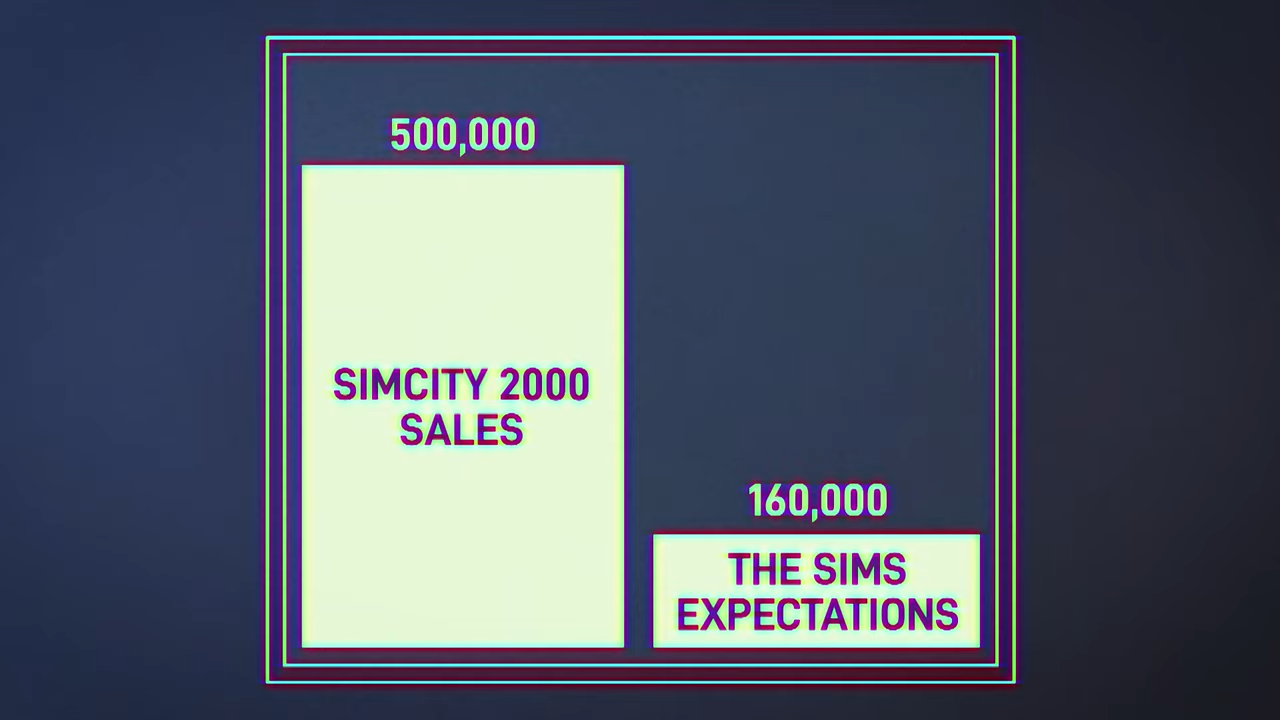 500,000
SIMCITY 2000
SALES
160,000
THE SIMS
EXPECTATIONS